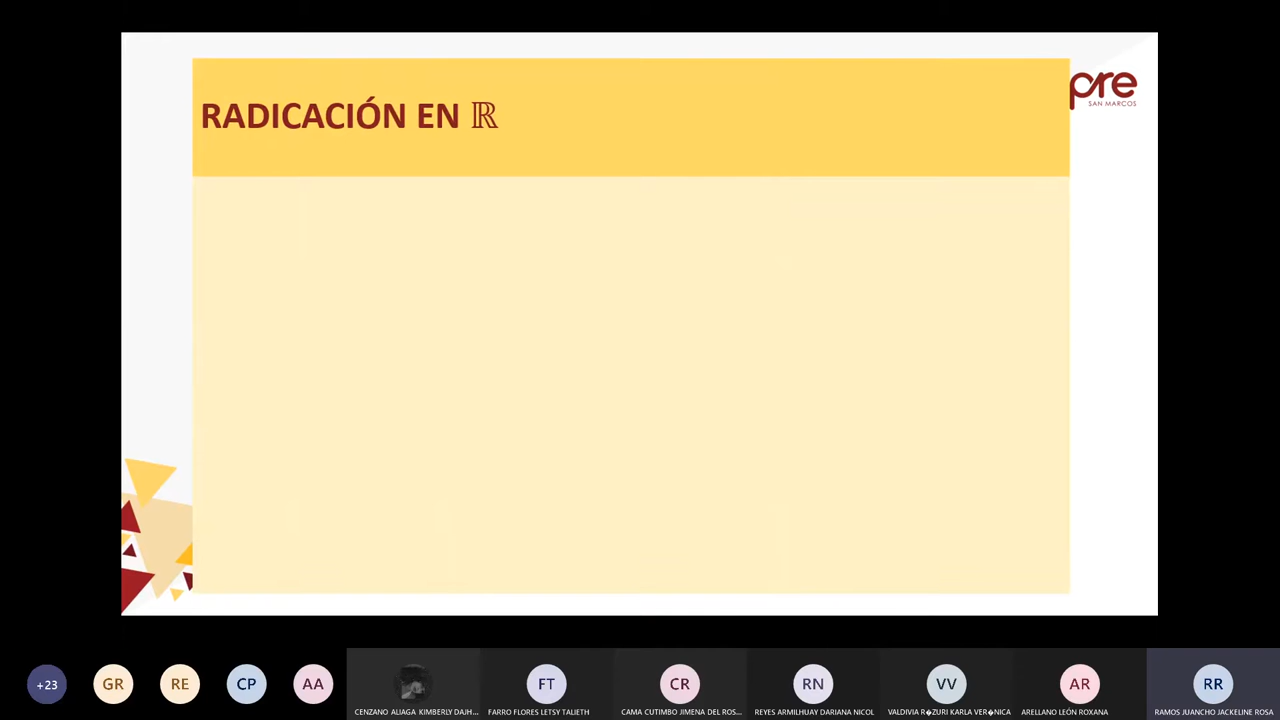 RADICACIÓN EN ℝ
pre
SAN MARCOS
+23
GR
RE
CP
AA
CENZANO ALIAGA KIMBERLY DAJH...
FT
FARRO FLORES LETSY TALIETH
CR
CAMA CUTIMBO JIMENA DEL ROS...
RN
REYES ARMILHUAY DARIANA NICOL
VV
VALDIVIA R�ZURI KARLA VER�NICA
AR
ARELLANO LEÓN ROXANA
RR
RAMOS JUANCHO JACKELINE ROSA